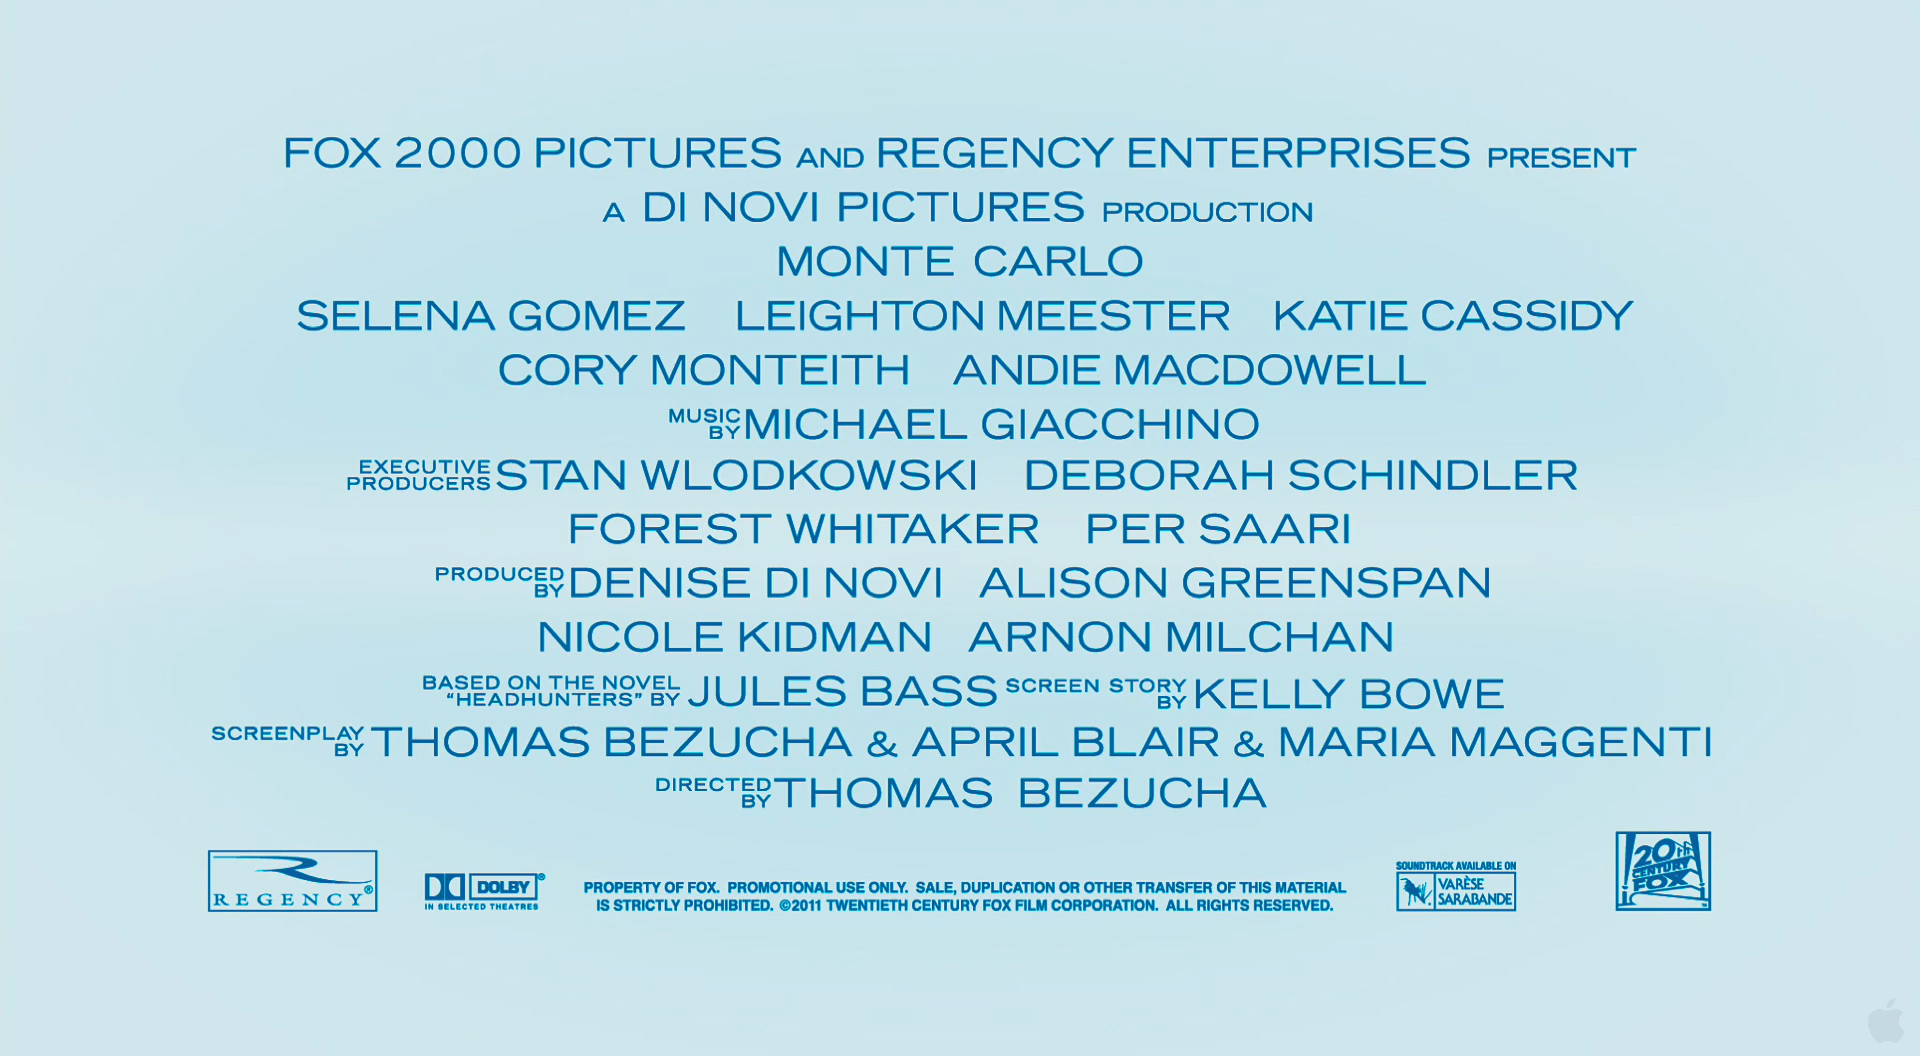 FOX 2000 PICTURES AND REGENCY ENTERPRISES PRESENT
A DI NOVI PICTURES PRODUCTION
MONTE CARLO
SELENA GOMEZ LEIGHTON MEESTER KATIE CASSIDY
CORY MONTEITH ANDIE MACDOWELL
MUSIC BY MICHAEL GIACCHINO
EXECUTIVE PRODUCERS STAN WLODKOWSKI DEBORAH SCHINDLER
FOREST WHITAKER PER SAARI
PRODUCED BY DENISE DI NOVI ALISON GREENSPAN
NICOLE KIDMAN ARNON MILCHAN
BASED ON THE NOVEL “HEADHUNTERS” BY JULES BASS SCREEN STORY BY KELLY BOWE
SCREENPLAY BY THOMAS BEZUCHA & APRIL BLAIR & MARIA MAGGENTI
DIRECTED BY THOMAS BEZUCHA
REGENCY®
DOLBY®
IN SELECTED THEATRES
PROPERTY OF FOX. PROMOTIONAL USE ONLY. SALE, DUPLICATION OR OTHER TRANSFER OF THIS MATERIAL
IS STRICTLY PROHIBITED. ©2011 TWENTIETH CENTURY FOX FILM CORPORATION. ALL RIGHTS RESERVED.
SOUNDTRACK AVAILABLE ON
VARÈSE
SARABANDE
20TH
CENTURY
FOX